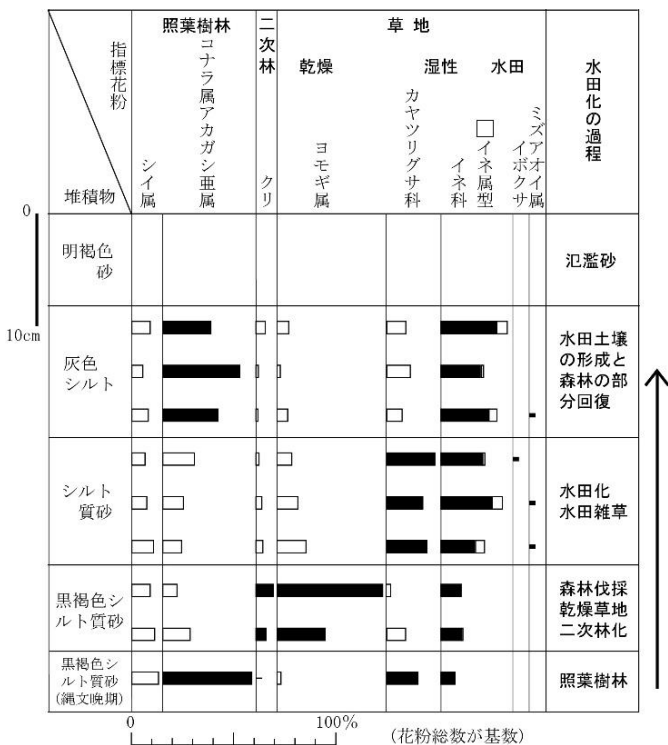 照葉樹林
二次林
草地
乾燥
湿性
水田
指標花粉
堆積物
シイ属
コナラ属アカガシ亜属
クリ
ヨモギ属
カヤツリグサ科
イネ科
イネ属型
イボクサ
ミズアオイ属
水田化の過程
0
10cm
明褐色
砂
氾濫砂
灰色
シルト
水田土壌
の形成と
森林の部
分回復
シルト
質砂
水田化
水田雑草
黒褐色シ
ルト質砂
森林伐採
乾燥草地
二次林化
黒褐色シ
ルト質砂
(縄文晩期)
照葉樹林
0
100%
(花粉総数が基数)